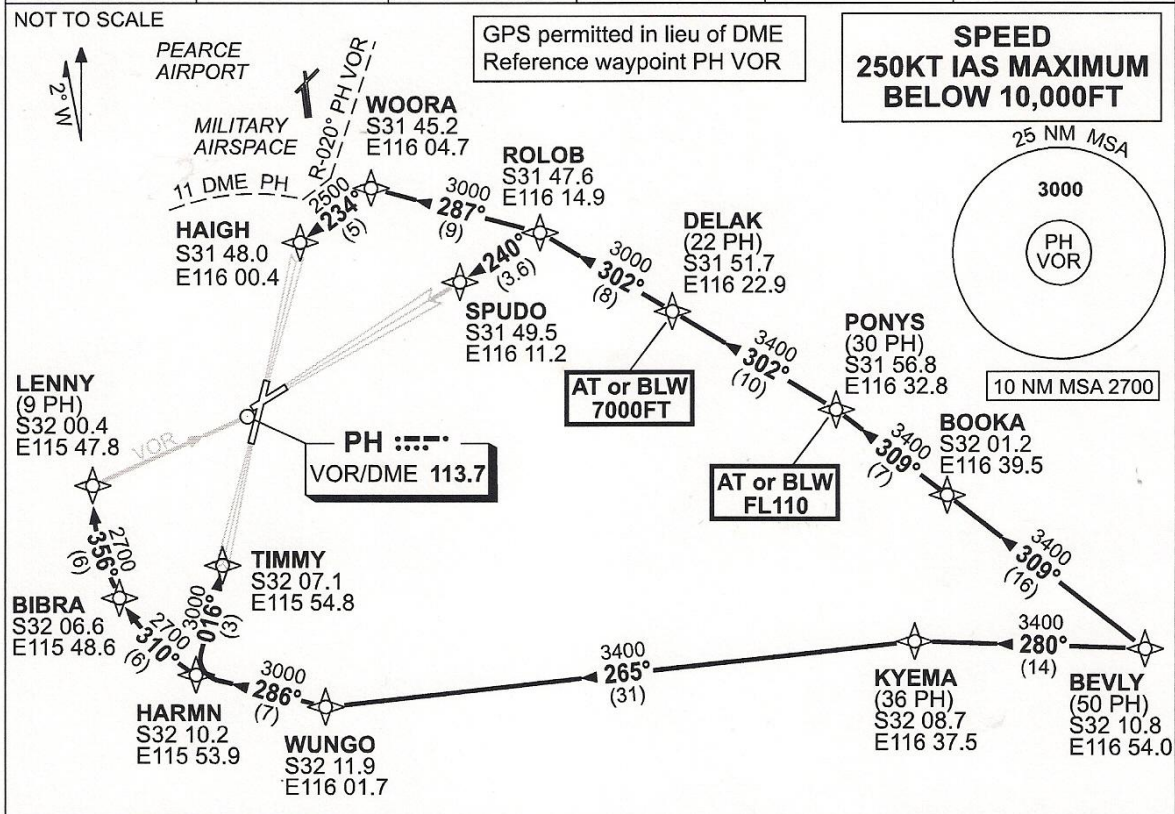 NOT TO SCALE
2° W
PEARCE
AIRPORT
MILITARY
AIRSPACE
R-020° PH VOR
11 DME PH
GPS permitted in lieu of DME
Reference waypoint PH VOR
SPEED
250KT IAS MAXIMUM
BELOW 10,000FT
25 NM MSA
3000
PH
VOR
10 NM MSA 2700
WOORA
S31 45.2
E116 04.7
2500
234°
(5)
HAIGH
S31 48.0
E116 00.4
3000
287°
(9)
ROLOB
S31 47.6
E116 14.9
240°
(3.6)
SPUDO
S31 49.5
E116 11.2
3000
302°
(8)
DELAK
(22 PH)
S31 51.7
E116 22.9
AT or BLW
7000FT
3400
302°
(10)
PONYS
(30 PH)
S31 56.8
E116 32.8
AT or BLW
FL110
3400
309°
(7)
BOOKA
S32 01.2
E116 39.5
3400
309°
(16)
LENNY
(9 PH)
S32 00.4
E115 47.8
VOR
PH
VOR/DME 113.7
2700
356°
(6)
BIBRA
S32 06.6
E115 48.6
2700
310°
(6)
TIMMY
S32 07.1
E115 54.8
3000
016°
(3)
HARMN
S32 10.2
E115 53.9
3000
286°
(7)
WUNGO
S32 11.9
E116 01.7
3400
265°
(31)
KYEMA
(36 PH)
S32 08.7
E116 37.5
3400
280°
(14)
BEVLY
(50 PH)
S32 10.8
E116 54.0